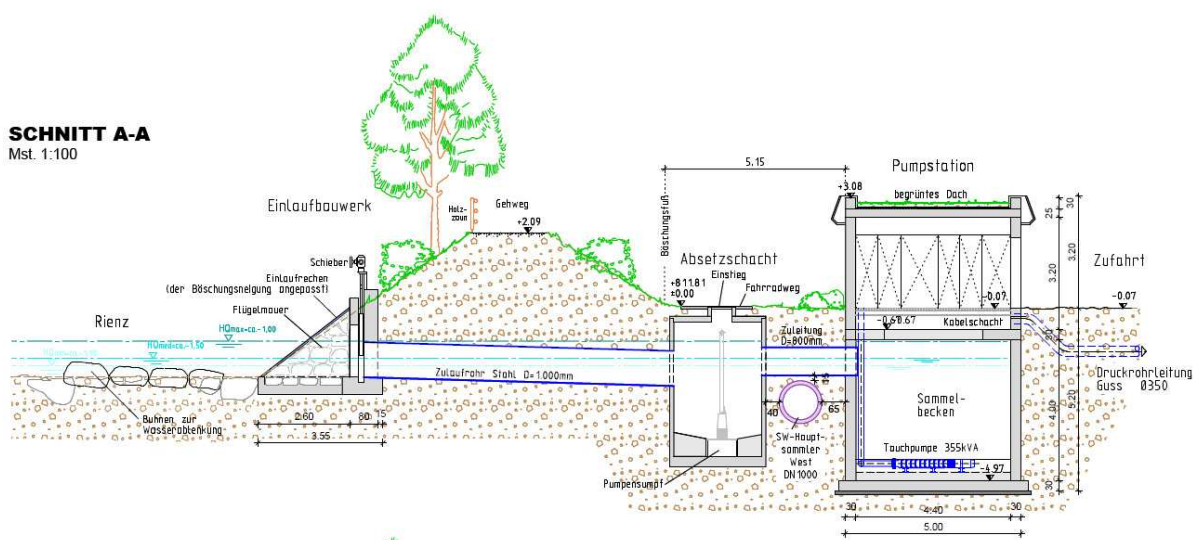 SCHNITT A-A
Mst. 1:100
Rienz
Einlaufbauwerk
Schieber
Einlaufrechen
(der Böschungsneigung angepasst)
Flügelmauer
HQmax=ca.-1,00
HQmed=ca.-1.50
Buhnen zur
Wasserablenkung
2.60
80
15
3.55
Holz-
zaun
Gehweg
+2.09
Zulaufrohr Stahl D=1.000mm
Böschungsfuß
5.15
Absetzschacht
Einstieg
Fahrradweg
+811.81
±0,00
Pumpensumpf
Zuleitung
D=800mm
15
40
65
SW-Haupt-
sammler
West
DN1000
Pumpstation
begrüntes Dach
+3.08
-0.09
-0.67
Kabelschacht
Sammel-
becken
Tauchpumpe 355kVA
-4.97
30
4.40
30
5.00
30
25
3.20
3.20
4.00
5.20
30
Zufahrt
-0.07
Druckrohrleitung
Guss Ø350